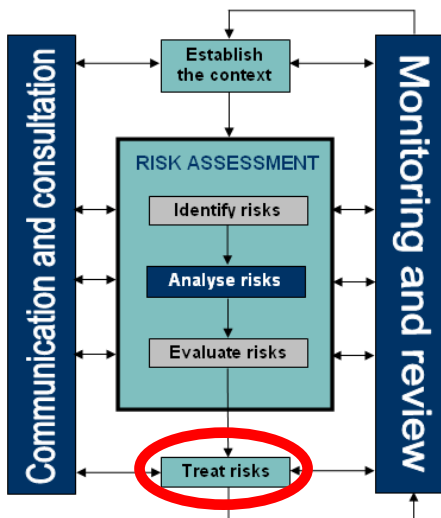 Establish
the context
Communication and consultation
Monitoring and review
RISK ASSESSMENT
Identify risks
Analyse risks
Evaluate risks
Treat risks